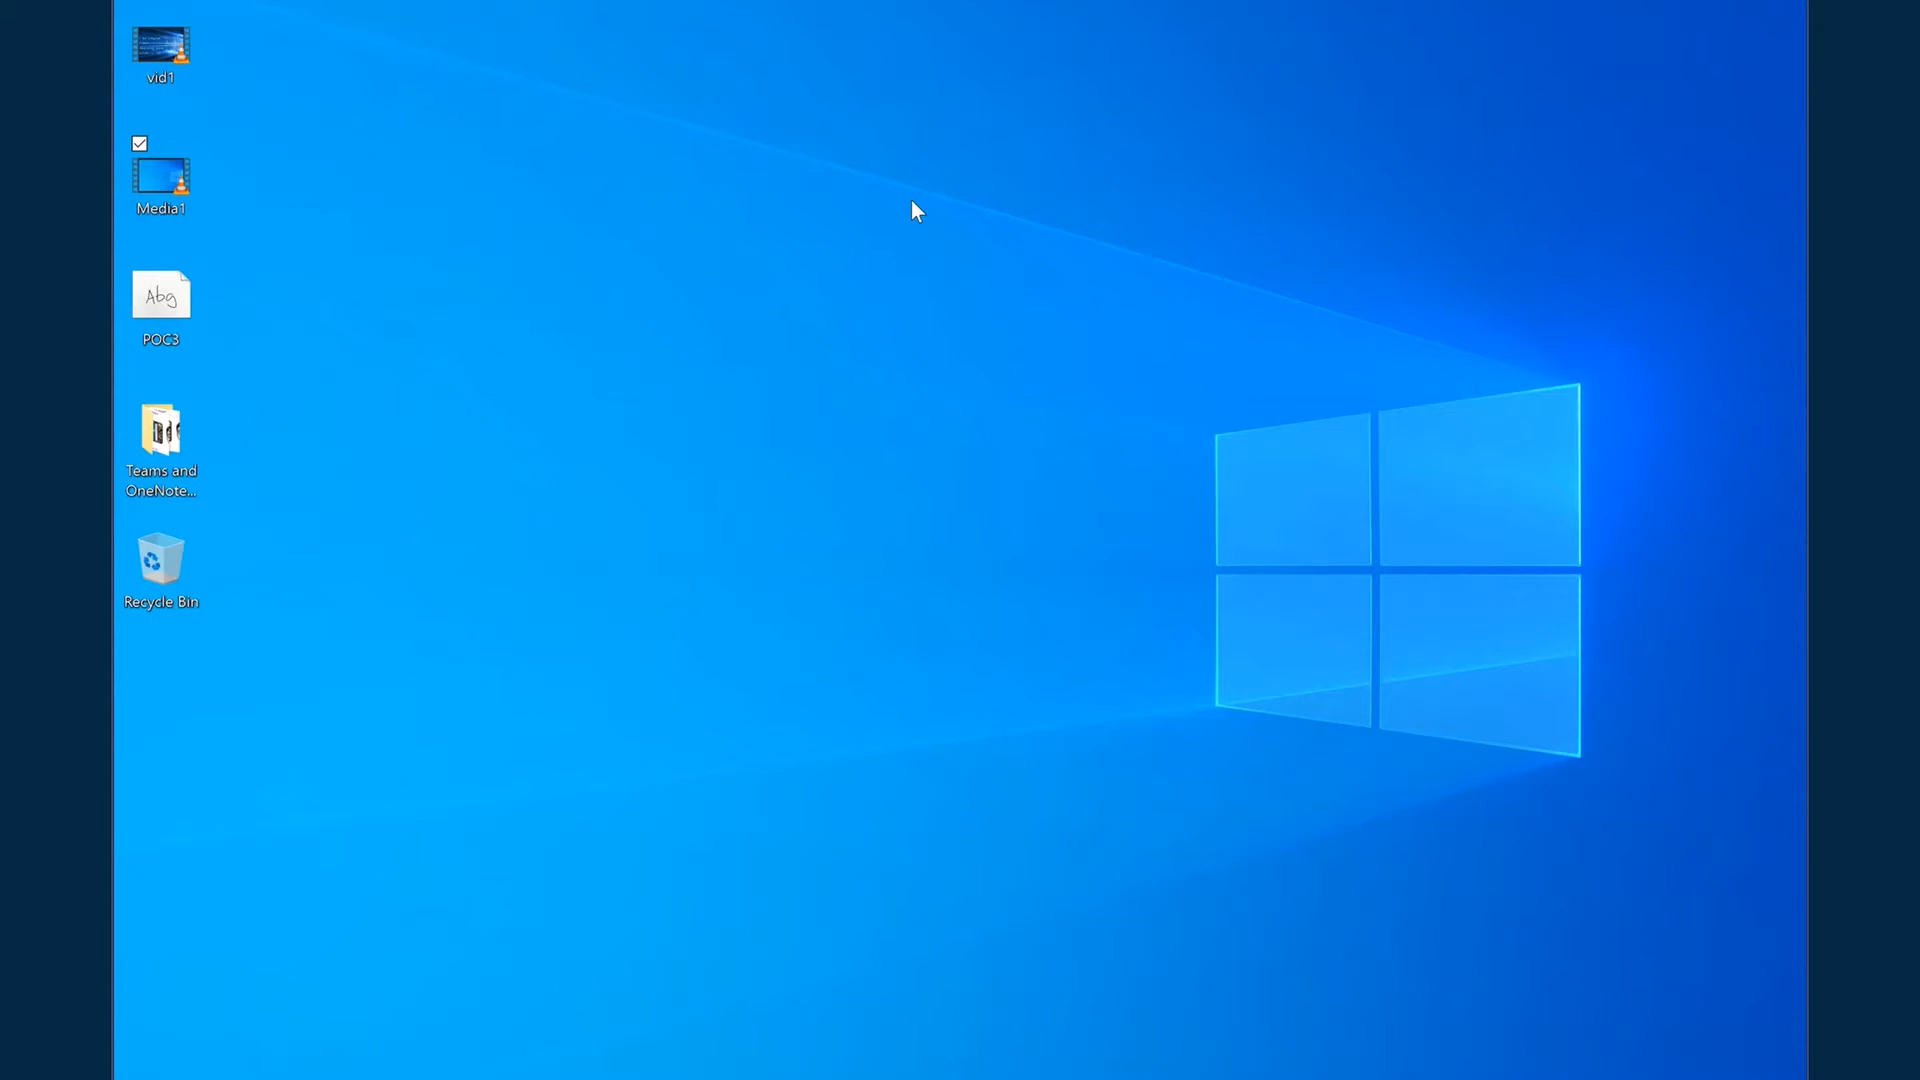 vid1
Media1
Abg
POC3
Teams and
OneNote...
Recycle Bin